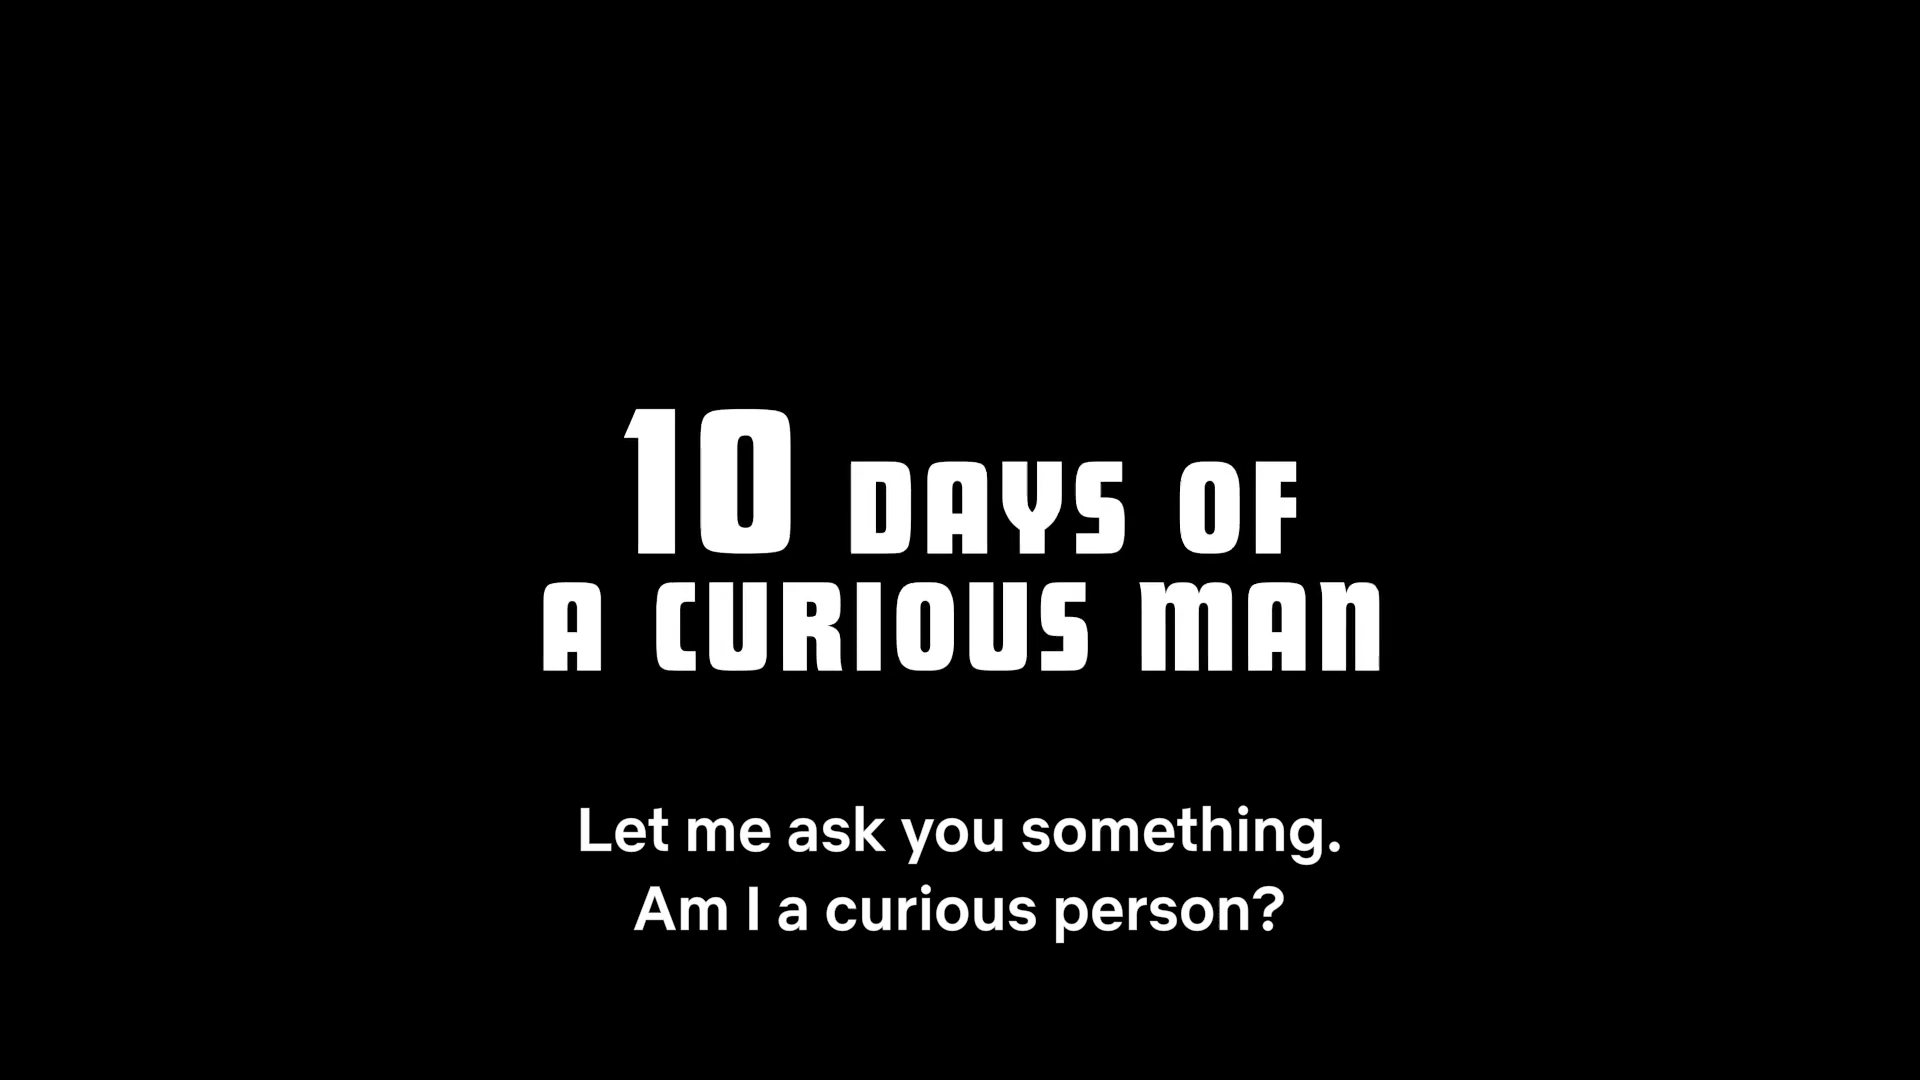 10 DAYS OF
A CURIOUS MAN
Let me ask you something.
Am I a curious person?